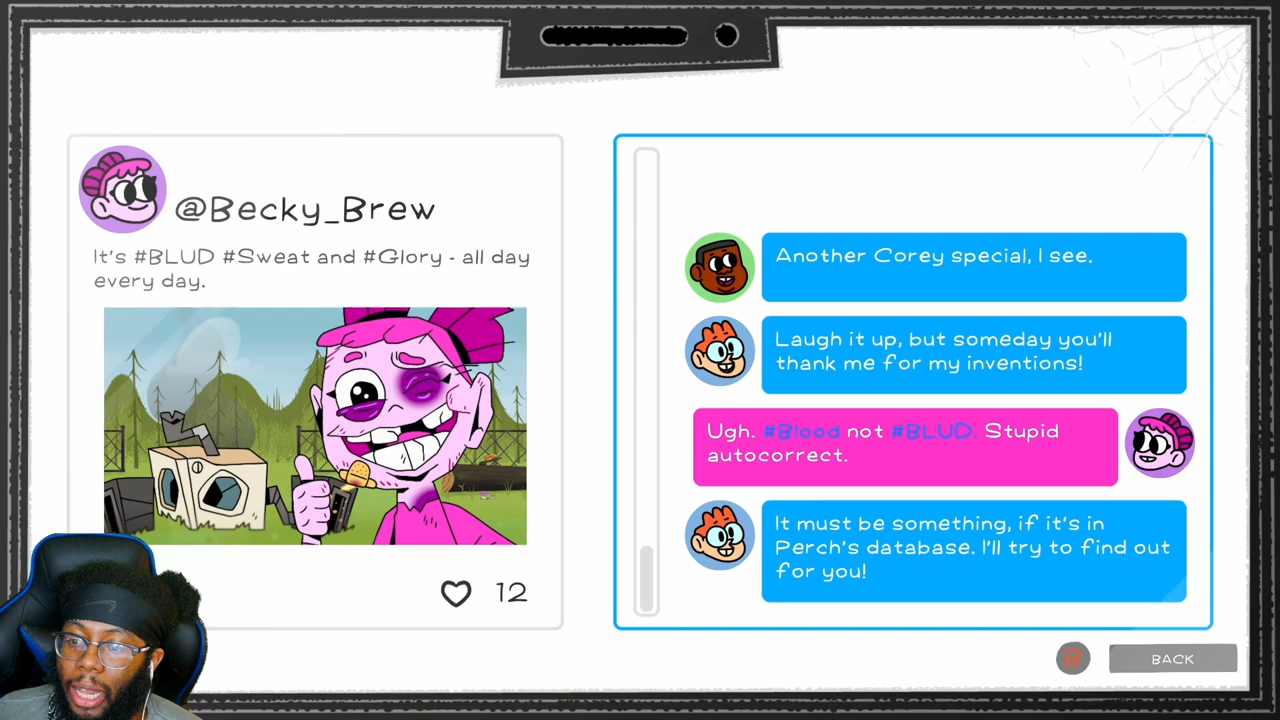 @Becky_Brew
It's #BLUD #Sweat and #Glory - all day
every day.
12
Another Corey special, I see.
Laugh it up, but someday you'll
thank me for my inventions!
Ugh. #Blood not #BLUD. Stupid
autocorrect.
It must be something, if it's in
Perch's database. I'll try to find out
for you!
B
BACK